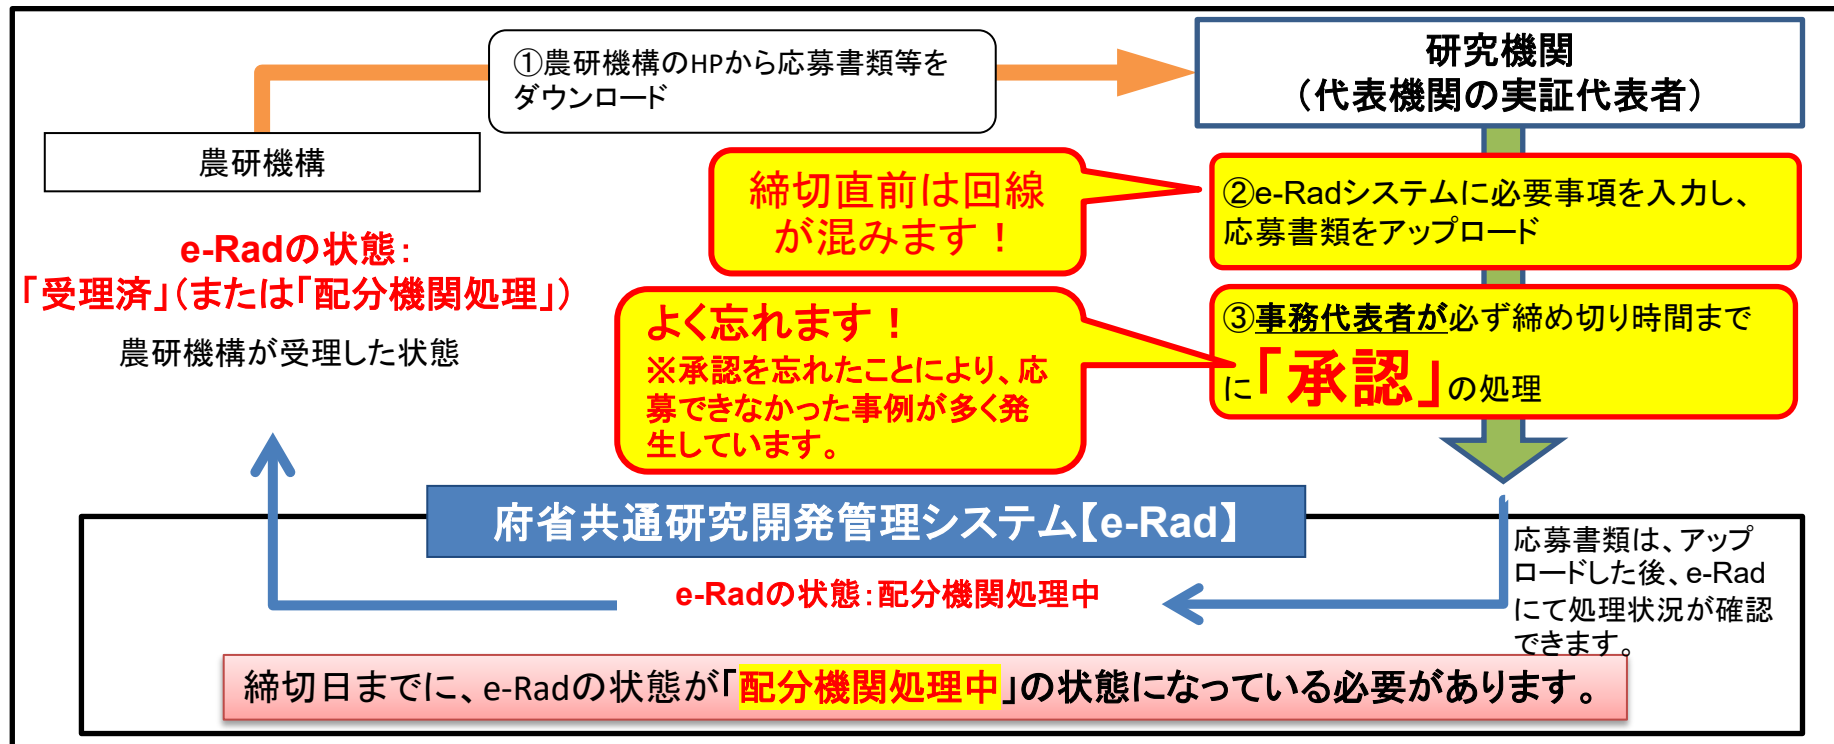 ①農研機構のHPから応募書類等を
ダウンロード
研究機関
（代表機関の実証代表者）
農研機構
締切直前は回線
が混みます！
②e-Radシステムに必要事項を入力し、
応募書類をアップロード
e-Radの状態：
「受理済」（または「配分機関処理」）
農研機構が受理した状態
よく忘れます！
※承認を忘れたことにより、応
募できなかった事例が多く発
生しています。
③事務代表者が必ず締め切り時間まで
に「承認」の処理
府省共通研究開発管理システム【e-Rad】
e-Radの状態：配分機関処理中
応募書類は、アップ
ロードした後、e-Rad
にて処理状況が確認
できます。
締切日までに、e-Radの状態が「配分機関処理中」の状態になっている必要があります。